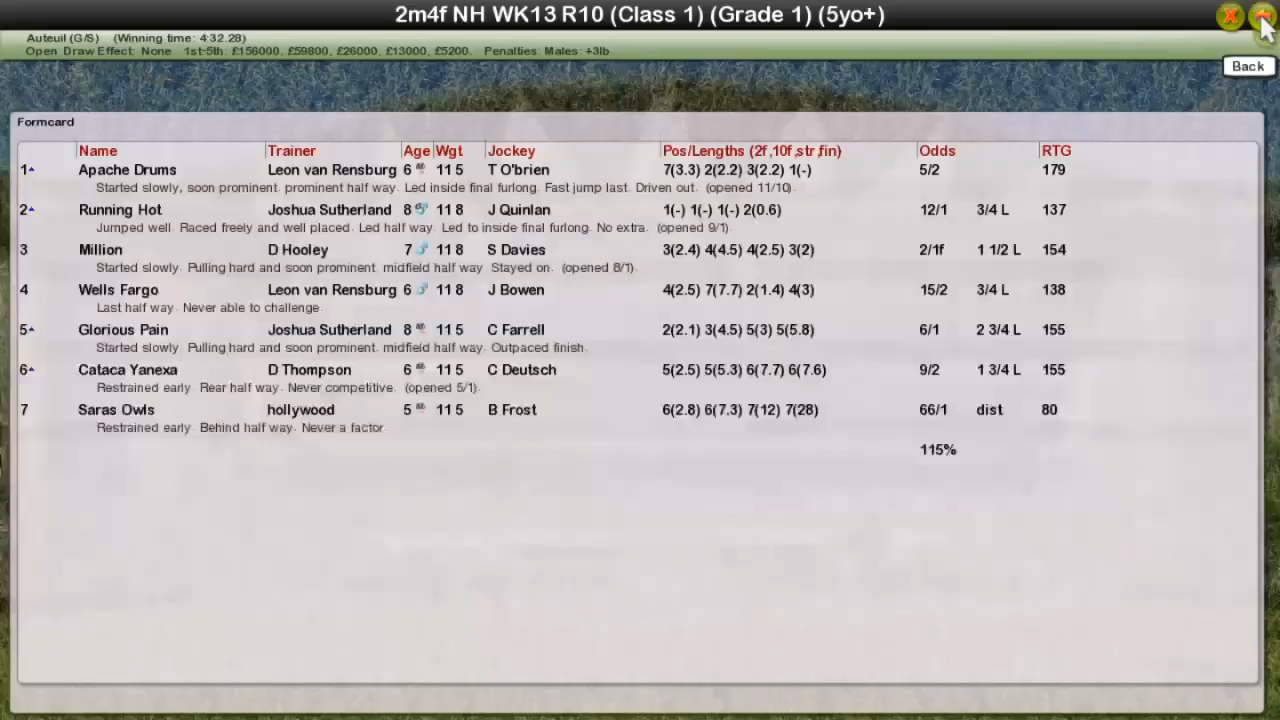 2m4f NH WK13 R10 (Class 1) (Grade 1) (5yo+)
Auteuil (G/S) (Winning time: 4:32.28)
Open Draw Effect: None 1st-5th: £156000, £59800, £26000, £13000, £5200. Penalties: Males: +3lb
Back
Formcard
Name Trainer Age Wgt Jockey Pos/Lengths (2f,10f,str,fin) Odds RTG
1 Apache Drums Leon van Rensburg 6 11 5 T O'brien 7(3.3) 2(2.2) 3(2.2) 1(-) 5/2 179
Started slowly, soon prominent. prominent half way. Led inside final furlong. Fast jump last. Driven out. (opened 11/10).
2 Running Hot Joshua Sutherland 8 11 8 J Quinlan 1(-) 1(-) 1(-) 2(0.6) 12/1 3/4 L 137
Jumped well. Raced freely and well placed. Led half way. Led to inside final furlong. No extra. (opened 9/1).
3 Million D Hooley 7 11 8 S Davies 3(2.4) 4(4.5) 4(2.5) 3(2) 2/1f 1 1/2 L 154
Started slowly. Pulling hard and soon prominent. midfield half way. Stayed on. (opened 8/1).
4 Wells Fargo Leon van Rensburg 6 11 8 J Bowen 4(2.5) 7(7.7) 2(1.4) 4(3) 15/2 3/4 L 138
Last half way. Never able to challenge.
5 Glorious Pain Joshua Sutherland 8 11 5 C Farrell 2(2.1) 3(4.5) 5(3) 5(5.8) 6/1 2 3/4 L 155
Started slowly. Pulling hard and soon prominent. midfield half way. Outpaced finish.
6 Cataca Yanexa D Thompson 6 11 5 C Deutsch 5(2.5) 5(5.3) 6(7.7) 6(7.6) 9/2 1 3/4 L 155
Restrained early. Rear half way. Never competitive. (opened 5/1).
7 Saras Owls hollywood 5 11 5 B Frost 6(2.8) 6(7.3) 7(12) 7(28) 66/1 dist 80
Restrained early. Behind half way. Never a factor.
115%